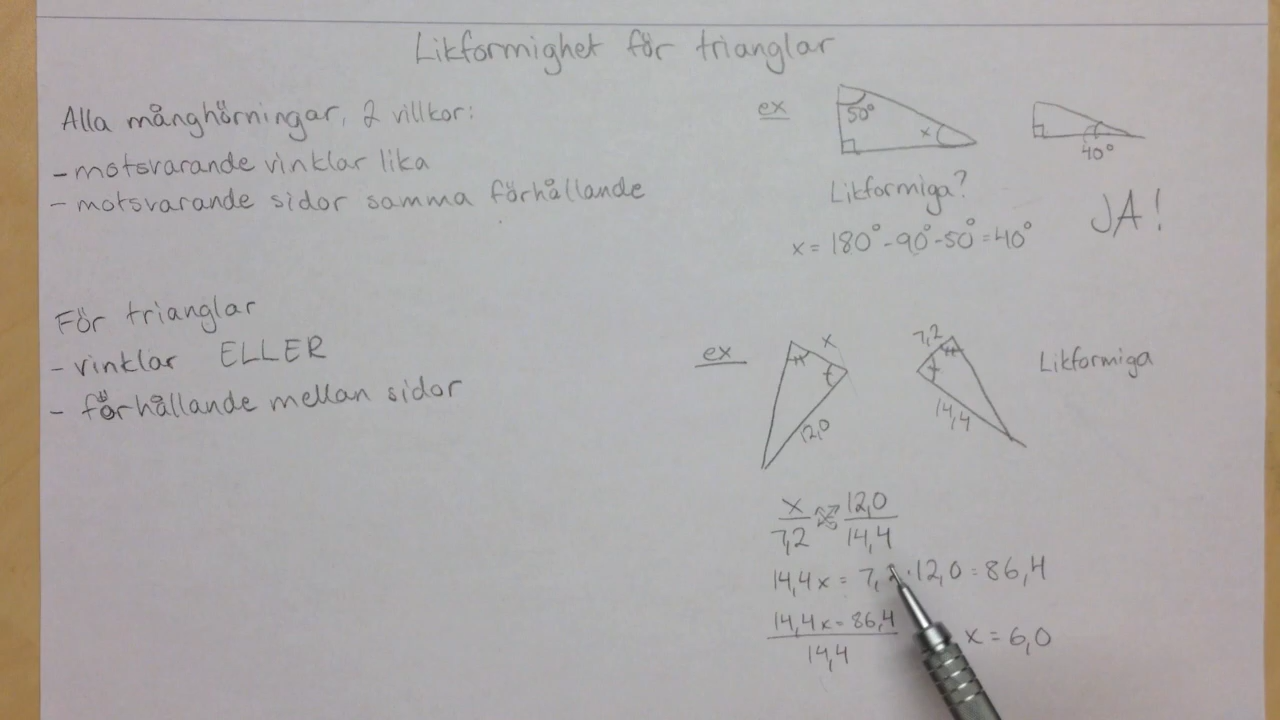 Likformighet för trianglar
Alla månghörningar, 2 villkor:
- motsvarande vinklar lika
- motsvarande sidor samma förhållande
För trianglar
- vinklar ELLER
- förhållande mellan sidor
ex
50°
x
40°
Likformiga?
JA!
x = 180° - 90° - 50° = 40°
ex
x
12,0
7,2
14,4
Likformiga
x/7,2 = 12,0/14,4
14,4x = 7, · 12,0 = 86,4
14,4x = 86,4
14,4
x = 6,0